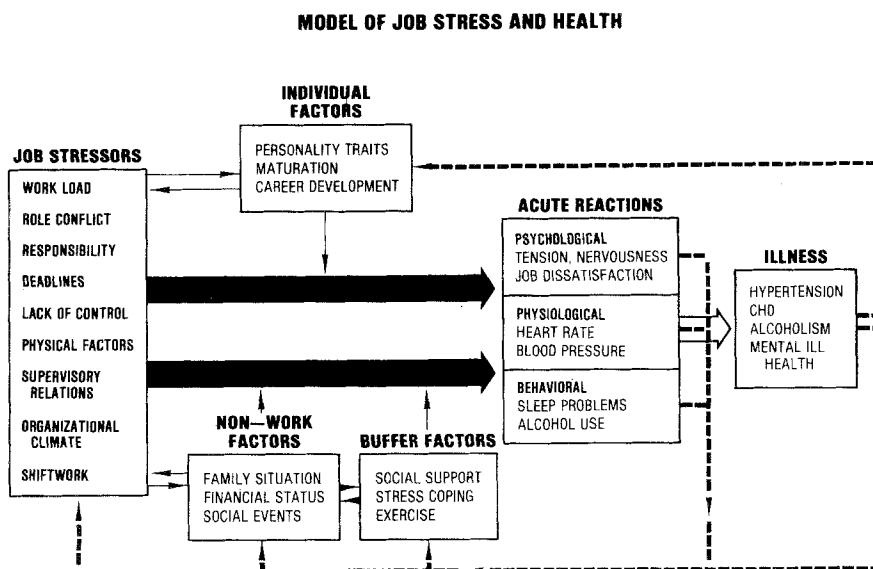 MODEL OF JOB STRESS AND HEALTH
JOB STRESSORS
WORK LOAD
ROLE CONFLICT
RESPONSIBILITY
DEADLINES
LACK OF CONTROL
PHYSICAL FACTORS
SUPERVISORY
RELATIONS
ORGANIZATIONAL
CLIMATE
SHIFTWORK
INDIVIDUAL
FACTORS
PERSONALITY TRAITS
MATURATION
CAREER DEVELOPMENT
NON—WORK
FACTORS
FAMILY SITUATION
FINANCIAL STATUS
SOCIAL EVENTS
BUFFER FACTORS
SOCIAL SUPPORT
STRESS COPING
EXERCISE
ACUTE REACTIONS
PSYCHOLOGICAL
TENSION, NERVOUSNESS
JOB DISSATISFACTION
PHYSIOLOGICAL
HEART RATE
BLOOD PRESSURE
BEHAVIORAL
SLEEP PROBLEMS
ALCOHOL USE
ILLNESS
HYPERTENSION
CHD
ALCOHOLISM
MENTAL ILL
HEALTH